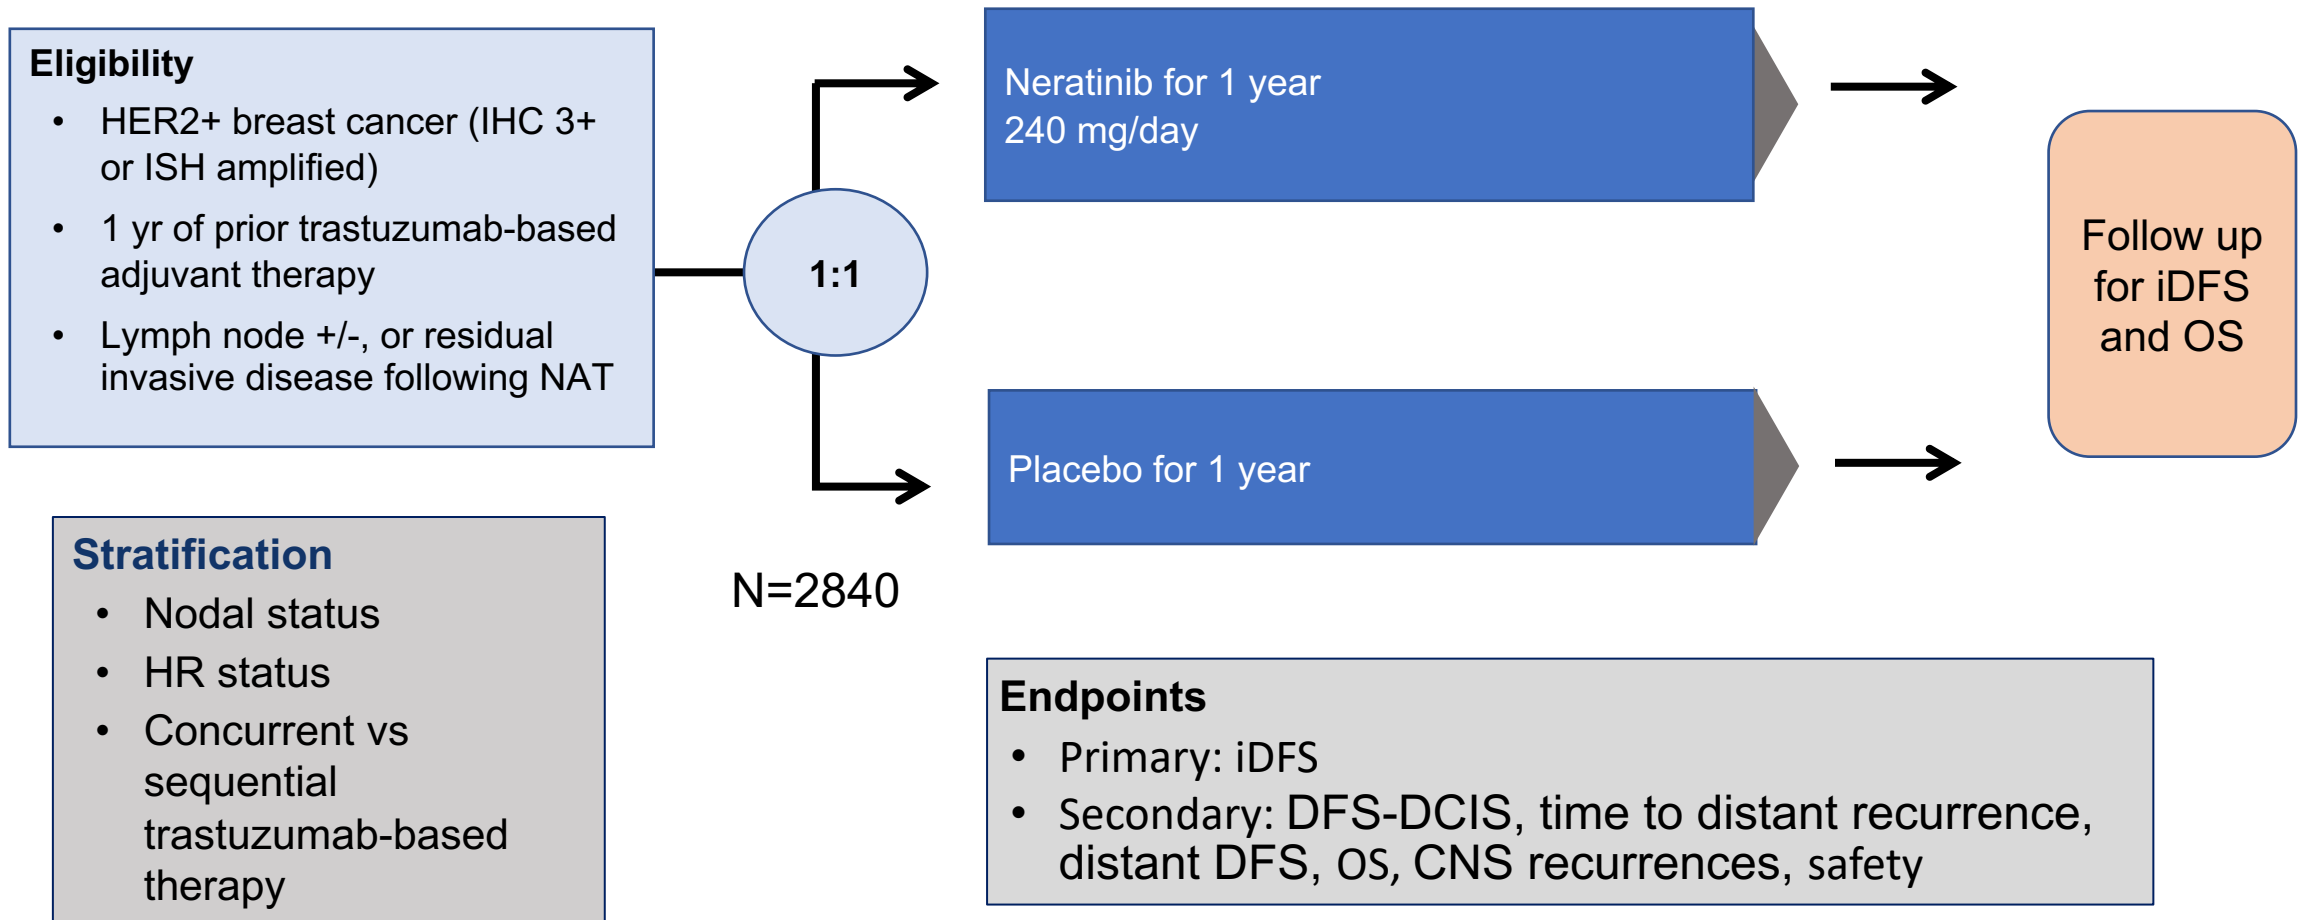 Eligibility
• HER2+ breast cancer (IHC 3+
or ISH amplified)
• 1 yr of prior trastuzumab-based
adjuvant therapy
• Lymph node +/-, or residual
invasive disease following NAT
1:1
Neratinib for 1 year
240 mg/day
Placebo for 1 year
Follow up
for iDFS
and OS
Stratification
• Nodal status
• HR status
• Concurrent vs
sequential
trastuzumab-based
therapy
N=2840
Endpoints
• Primary: iDFS
• Secondary: DFS-DCIS, time to distant recurrence,
distant DFS, OS, CNS recurrences, safety